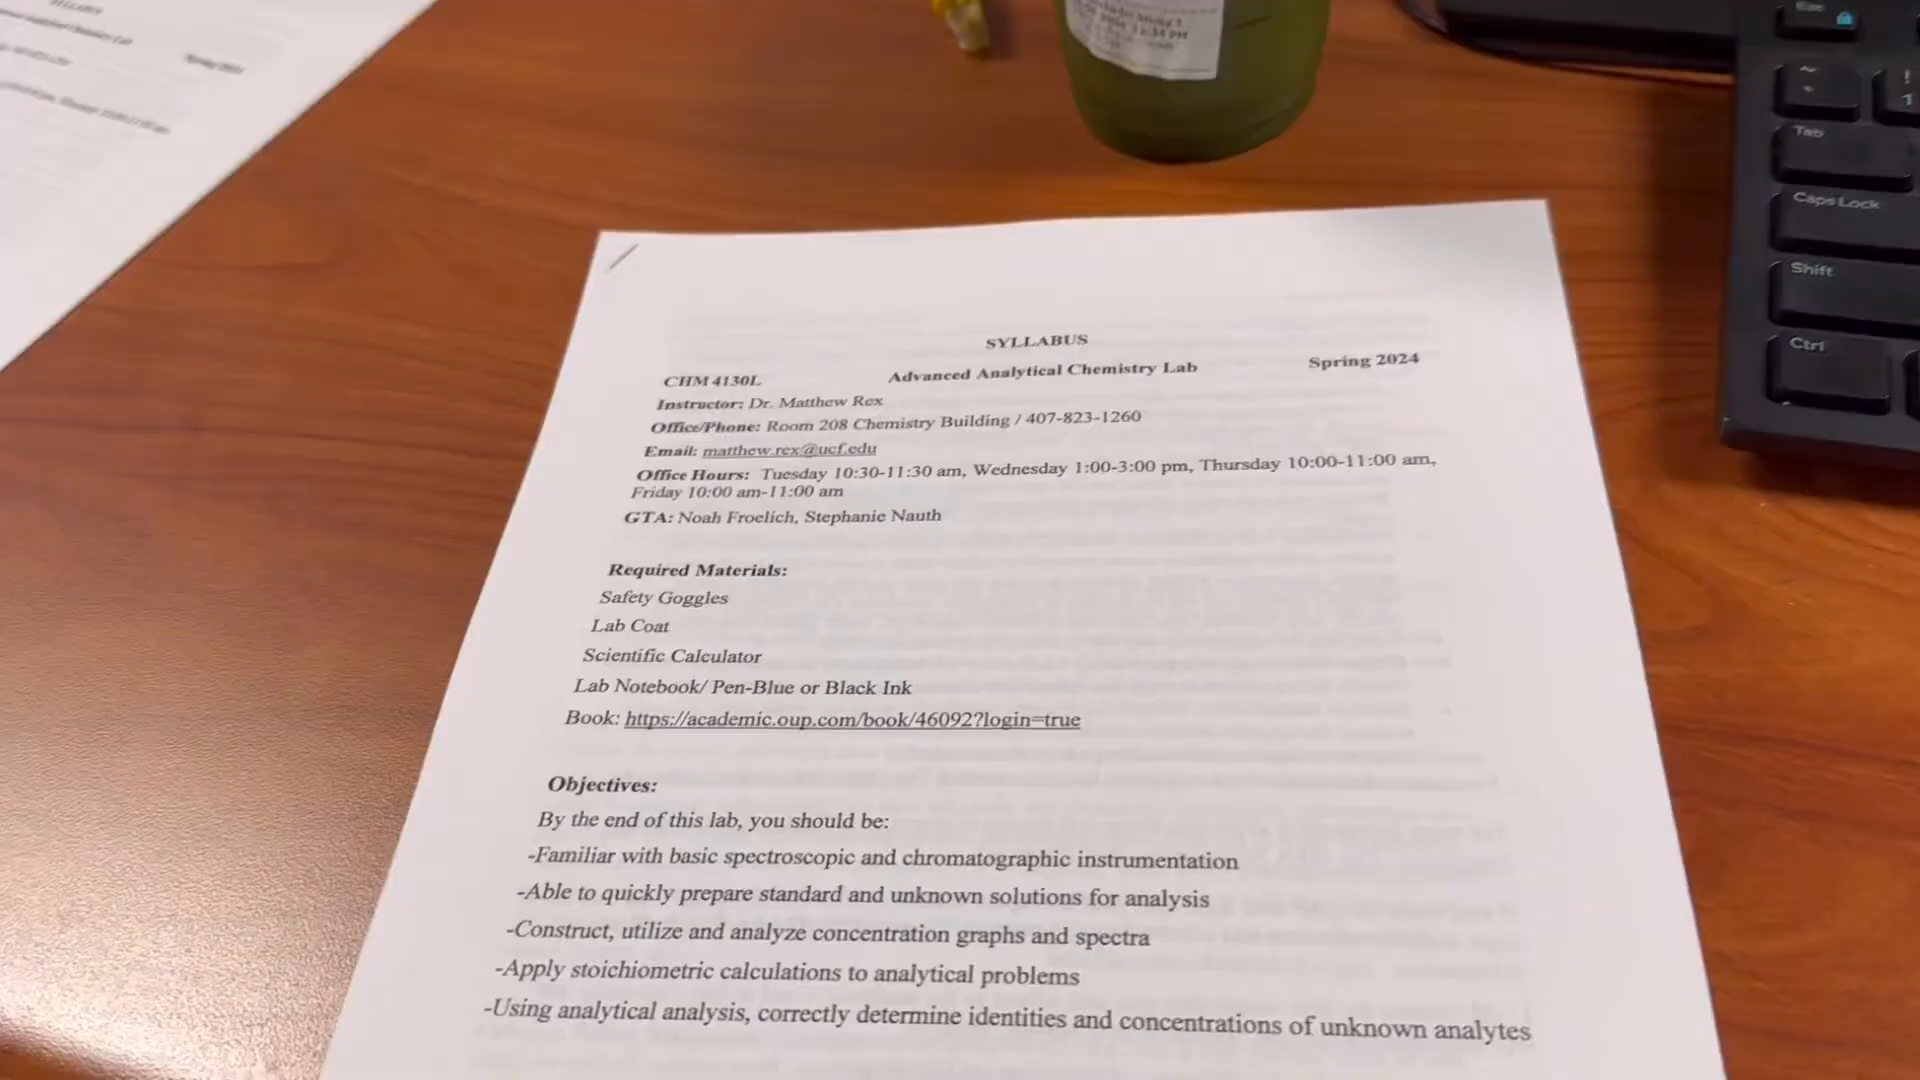 SYLLABUS
CHM 4130L Advanced Analytical Chemistry Lab Spring 2024
Instructor: Dr. Matthew Rex
Office/Phone: Room 208 Chemistry Building / 407-823-1260
Email: matthew.rex@ucf.edu
Office Hours: Tuesday 10:30-11:30 am, Wednesday 1:00-3:00 pm, Thursday 10:00-11:00 am,
Friday 10:00 am-11:00 am
GTA: Noah Froelich, Stephanie Nauth
Required Materials:
Safety Goggles
Lab Coat
Scientific Calculator
Lab Notebook/ Pen-Blue or Black Ink
Book: https://academic.oup.com/book/46092?login=true
Objectives:
By the end of this lab, you should be:
-Familiar with basic spectroscopic and chromatographic instrumentation
-Able to quickly prepare standard and unknown solutions for analysis
-Construct, utilize and analyze concentration graphs and spectra
-Apply stoichiometric calculations to analytical problems
-Using analytical analysis, correctly determine identities and concentrations of unknown analytes
SYLLABUS
Spring 2024
Esc
~
! 1
Tab
Caps Lock
Shift
Ctrl